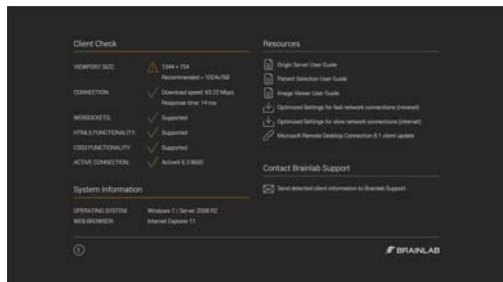 Client Check
VIEWPORT SIZE:
1344 × 754
Recommended > 1024x768
CONNECTION:
Download speed: 63.22 Mbps
Response time: 14 ms
WEBSOCKETS:
Supported
HTML5 FUNCTIONALITY:
Supported
CSS3 FUNCTIONALITY:
Supported
ACTIVE CONNECTION:
ActiveX 6.3.9600
System Information
OPERATING SYSTEM
Windows 7 / Server 2008 R2
WEB BROWSER:
Internet Explorer 11
Resources
Origin Server User Guide
Patient Selection User Guide
Image Viewer User Guide
Optimized Settings for fast network connections (intranet)
Optimized Settings for slow network connections (internet)
Microsoft Remote Desktop Connection 8.1 client update
Contact Brainlab Support
Send detected client information to Brainlab Support.
BRAINLAB